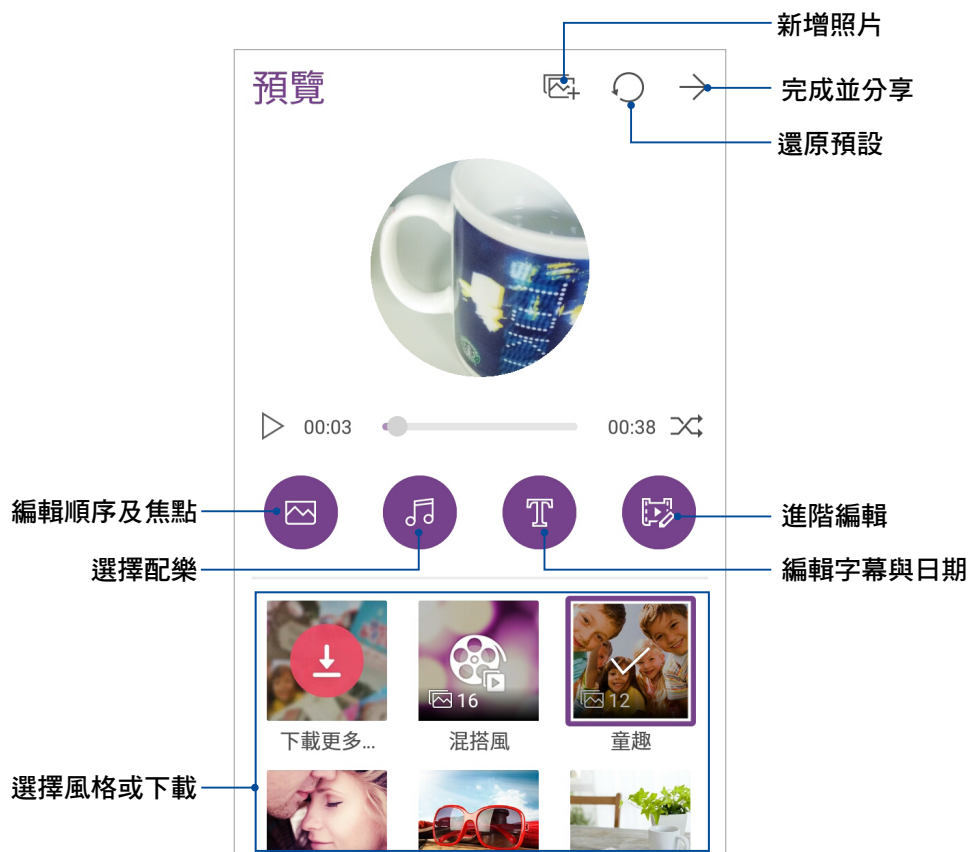 新增照片
預覽
完成並分享
還原預設
00:03
00:38
編輯順序及焦點
進階編輯
選擇配樂
編輯字幕與日期
16
12
下載更多...
混搭風
童趣
選擇風格或下載